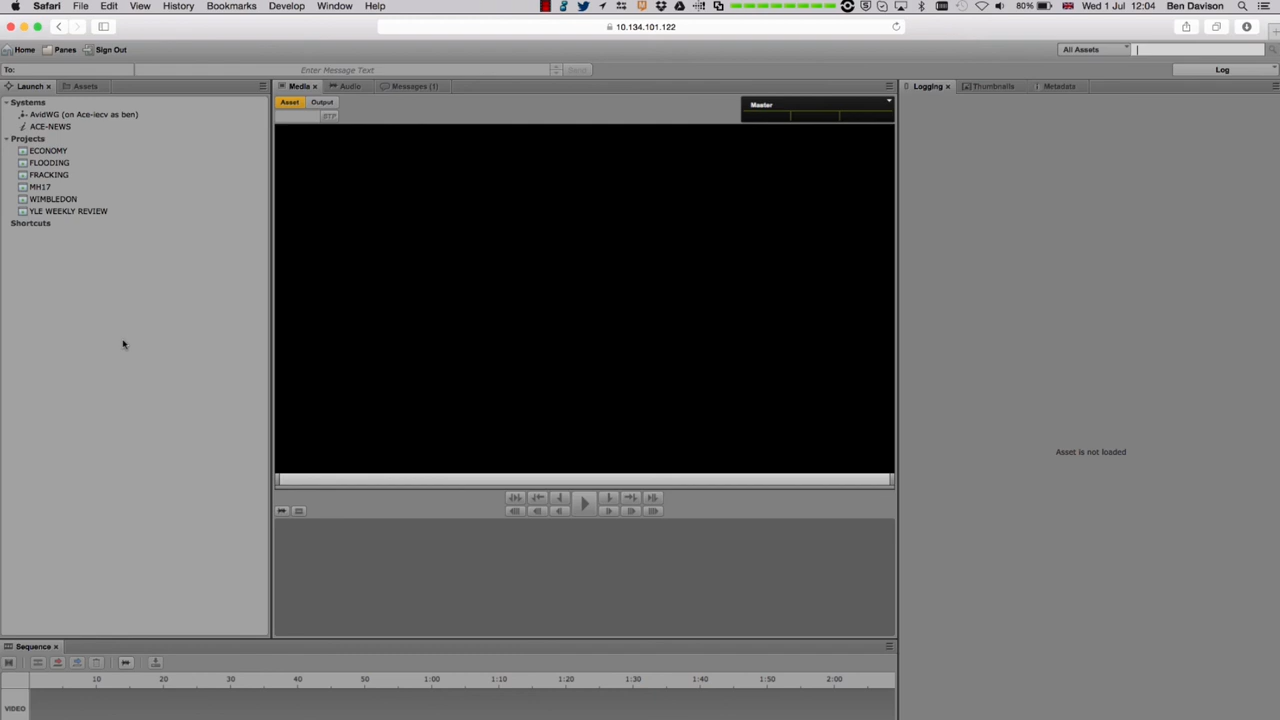 Safari File Edit View History Bookmarks Develop Window Help 80% Wed 1 Jul 12:04 Ben Davison
10.134.101.122
Home Panes Sign Out All Assets
To: Enter Message Text
Log
Launch Assets Media Audio Messages (1) Logging Thumbnails Metadata
Systems Asset Output Master
AvidWG (on Ace-iecv as ben)
ACE-NEWS
Projects
ECONOMY
FLOODING
FRACKING
MH17
WIMBLEDON
YLE WEEKLY REVIEW
Shortcuts
Asset is not loaded
Sequence
10 20 30 40 50 1:00 1:10 1:20 1:30 1:40 1:50 2:00
VIDEO